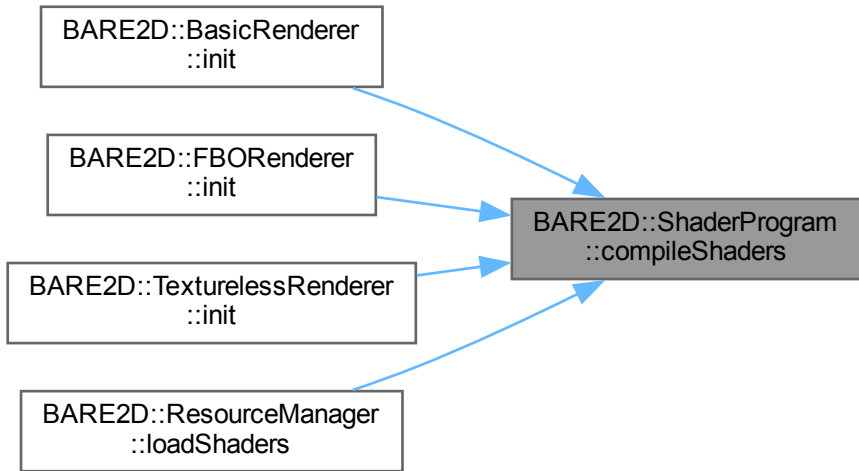 BARE2D::BasicRenderer
::init
BARE2D::FBORenderer
::init
BARE2D::ShaderProgram
::compileShaders
BARE2D::TexturelessRenderer
::init
BARE2D::ResourceManager
::loadShaders